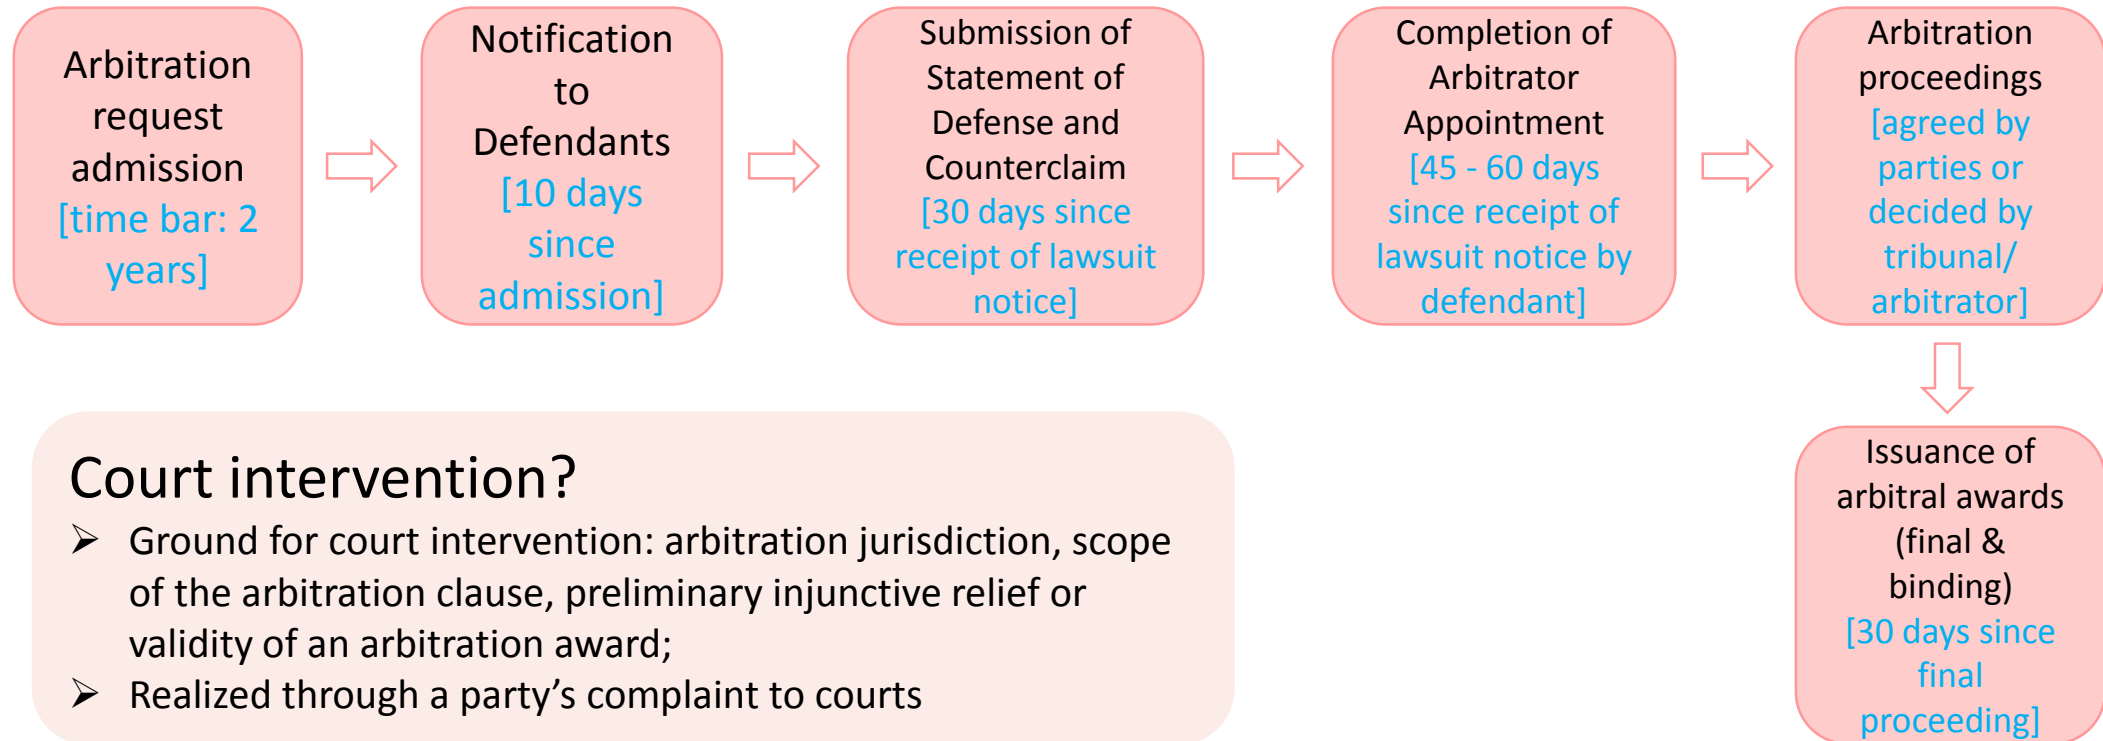 Arbitration
request
admission
[time bar: 2
years]
Notification
to
Defendants
[10 days
since
admission]
Submission of
Statement of
Defense and
Counterclaim
[30 days since
receipt of lawsuit
notice]
Completion of
Arbitrator
Appointment
[45 - 60 days
since receipt of
lawsuit notice by
defendant]
Arbitration
proceedings
[agreed by
parties or
decided by
tribunal/
arbitrator]
Issuance of
arbitral awards
(final &
binding)
[30 days since
final
proceeding]
Court intervention?
➢ Ground for court intervention: arbitration jurisdiction, scope
of the arbitration clause, preliminary injunctive relief or
validity of an arbitration award;
➢ Realized through a party’s complaint to courts